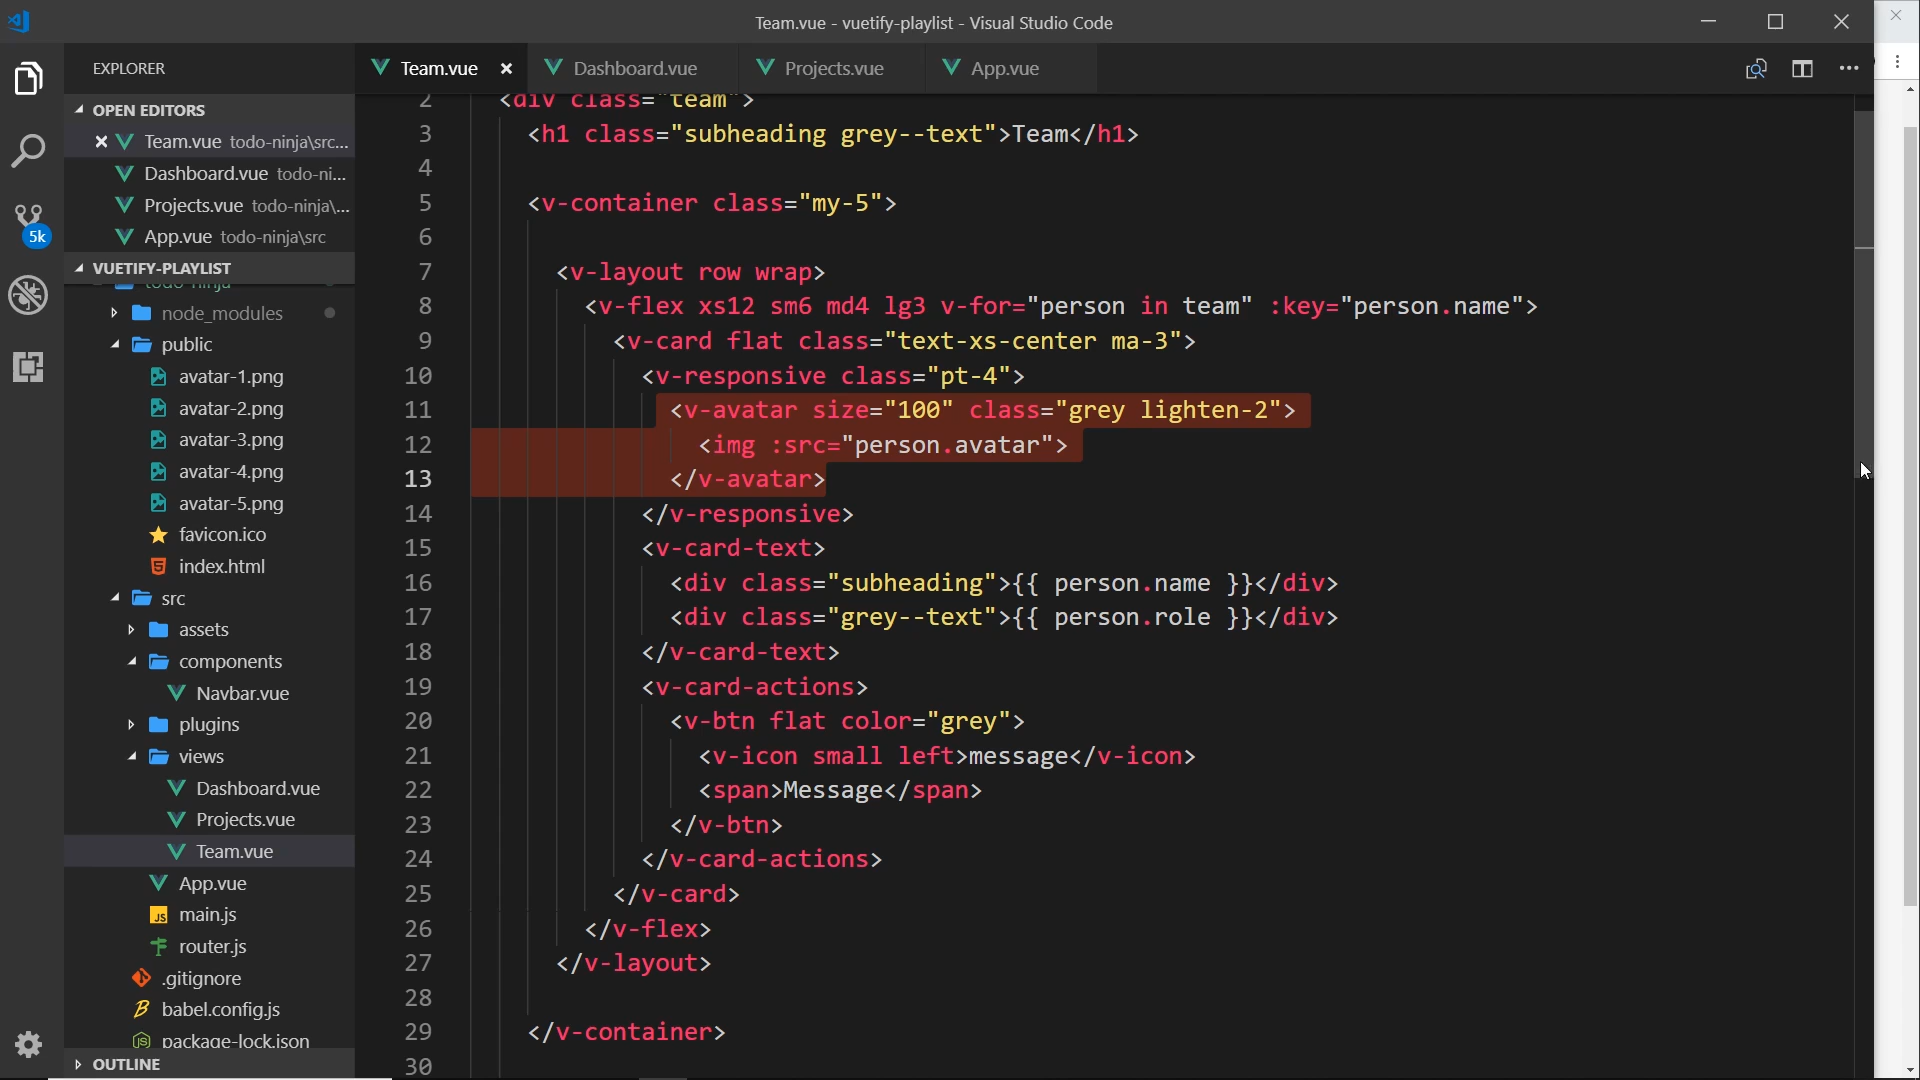 Team.vue - vuetify-playlist - Visual Studio Code
EXPLORER
OPEN EDITORS
Team.vue todo-ninja\src...
Dashboard.vue todo-ni...
Projects.vue todo-ninja\...
App.vue todo-ninja\src
5k
VUETIFY-PLAYLIST
todo-ninja
node_modules
public
avatar-1.png
avatar-2.png
avatar-3.png
avatar-4.png
avatar-5.png
favicon.ico
index.html
src
assets
components
Navbar.vue
plugins
views
Dashboard.vue
Projects.vue
Team.vue
App.vue
main.js
router.js
.gitignore
babel.config.js
package-lock.json
OUTLINE
Team.vue
Dashboard.vue
Projects.vue
App.vue
2 <div class="team">
3 <h1 class="subheading grey--text">Team</h1>
4
5 <v-container class="my-5">
6
7 <v-layout row wrap>
8 <v-flex xs12 sm6 md4 lg3 v-for="person in team" :key="person.name">
9 <v-card flat class="text-xs-center ma-3">
10 <v-responsive class="pt-4">
11 <v-avatar size="100" class="grey lighten-2">
12 <img :src="person.avatar">
13 </v-avatar>
14 </v-responsive>
15 <v-card-text>
16 <div class="subheading">{{ person.name }}</div>
17 <div class="grey--text">{{ person.role }}</div>
18 </v-card-text>
19 <v-card-actions>
20 <v-btn flat color="grey">
21 <v-icon small left>message</v-icon>
22 <span>Message</span>
23 </v-btn>
24 </v-card-actions>
25 </v-card>
26 </v-flex>
27 </v-layout>
28
29 </v-container>
30